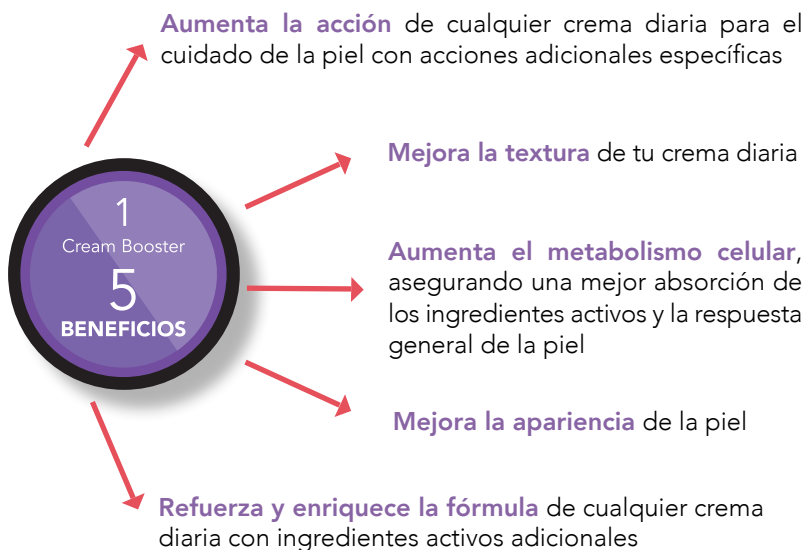 Aumenta la acción de cualquier crema diaria para el
cuidado de la piel con acciones adicionales específicas
Mejora la textura de tu crema diaria
1
Cream Booster
5
BENEFICIOS
Aumenta el metabolismo celular,
asegurando una mejor absorción de
los ingredientes activos y la respuesta
general de la piel
Mejora la apariencia de la piel
Refuerza y enriquece la fórmula de cualquier crema
diaria con ingredientes activos adicionales